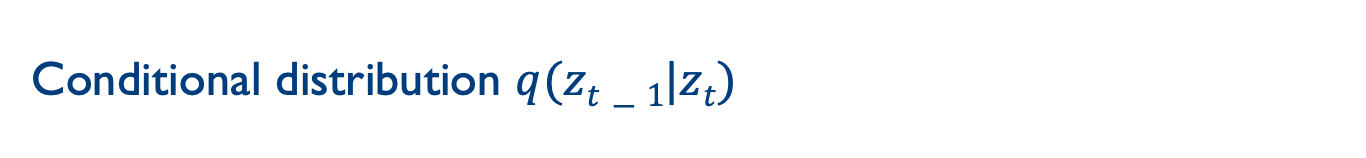 Conditional distribution q(z_{t _ 1}|z_t)